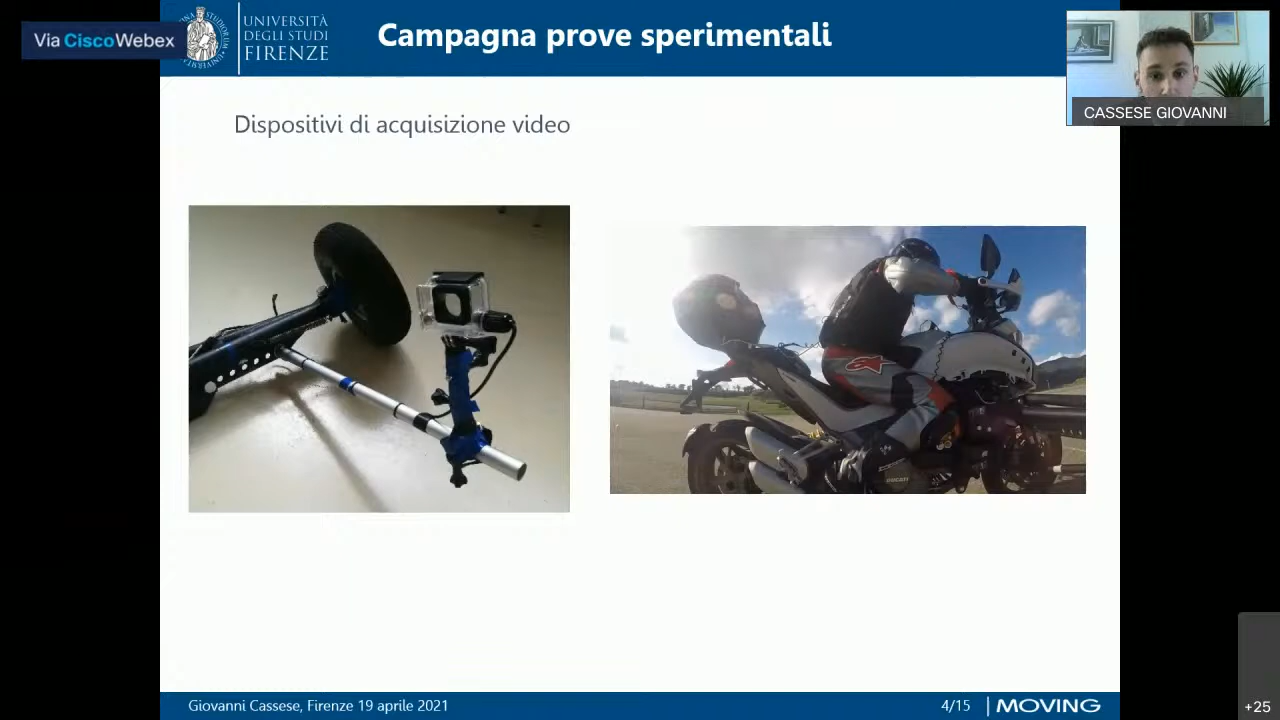 Via CiscoWebex
UNIVERSITÀ
DEGLI STUDI
FIRENZE
Campagna prove sperimentali
CASSESE GIOVANNI
Dispositivi di acquisizione video
DUCATI
Giovanni Cassese, Firenze 19 aprile 2021
4/15
MOVING
+25